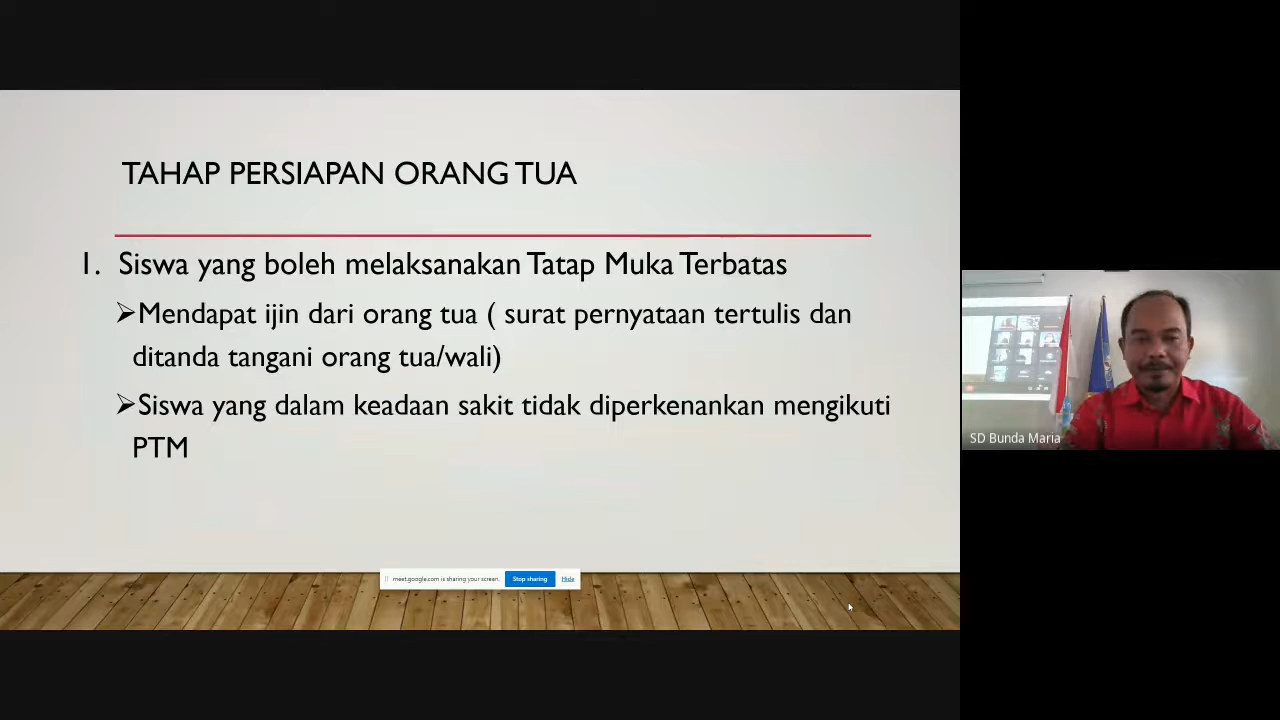 TAHAP PERSIAPAN ORANG TUA
1. Siswa yang boleh melaksanakan Tatap Muka Terbatas
➢Mendapat ijin dari orang tua ( surat pernyataan tertulis dan
ditanda tangani orang tua/wali)
➢Siswa yang dalam keadaan sakit tidak diperkenankan mengikuti
PTM
meet.google.com is sharing your screen. Stop sharing Hide
SD Bunda Maria